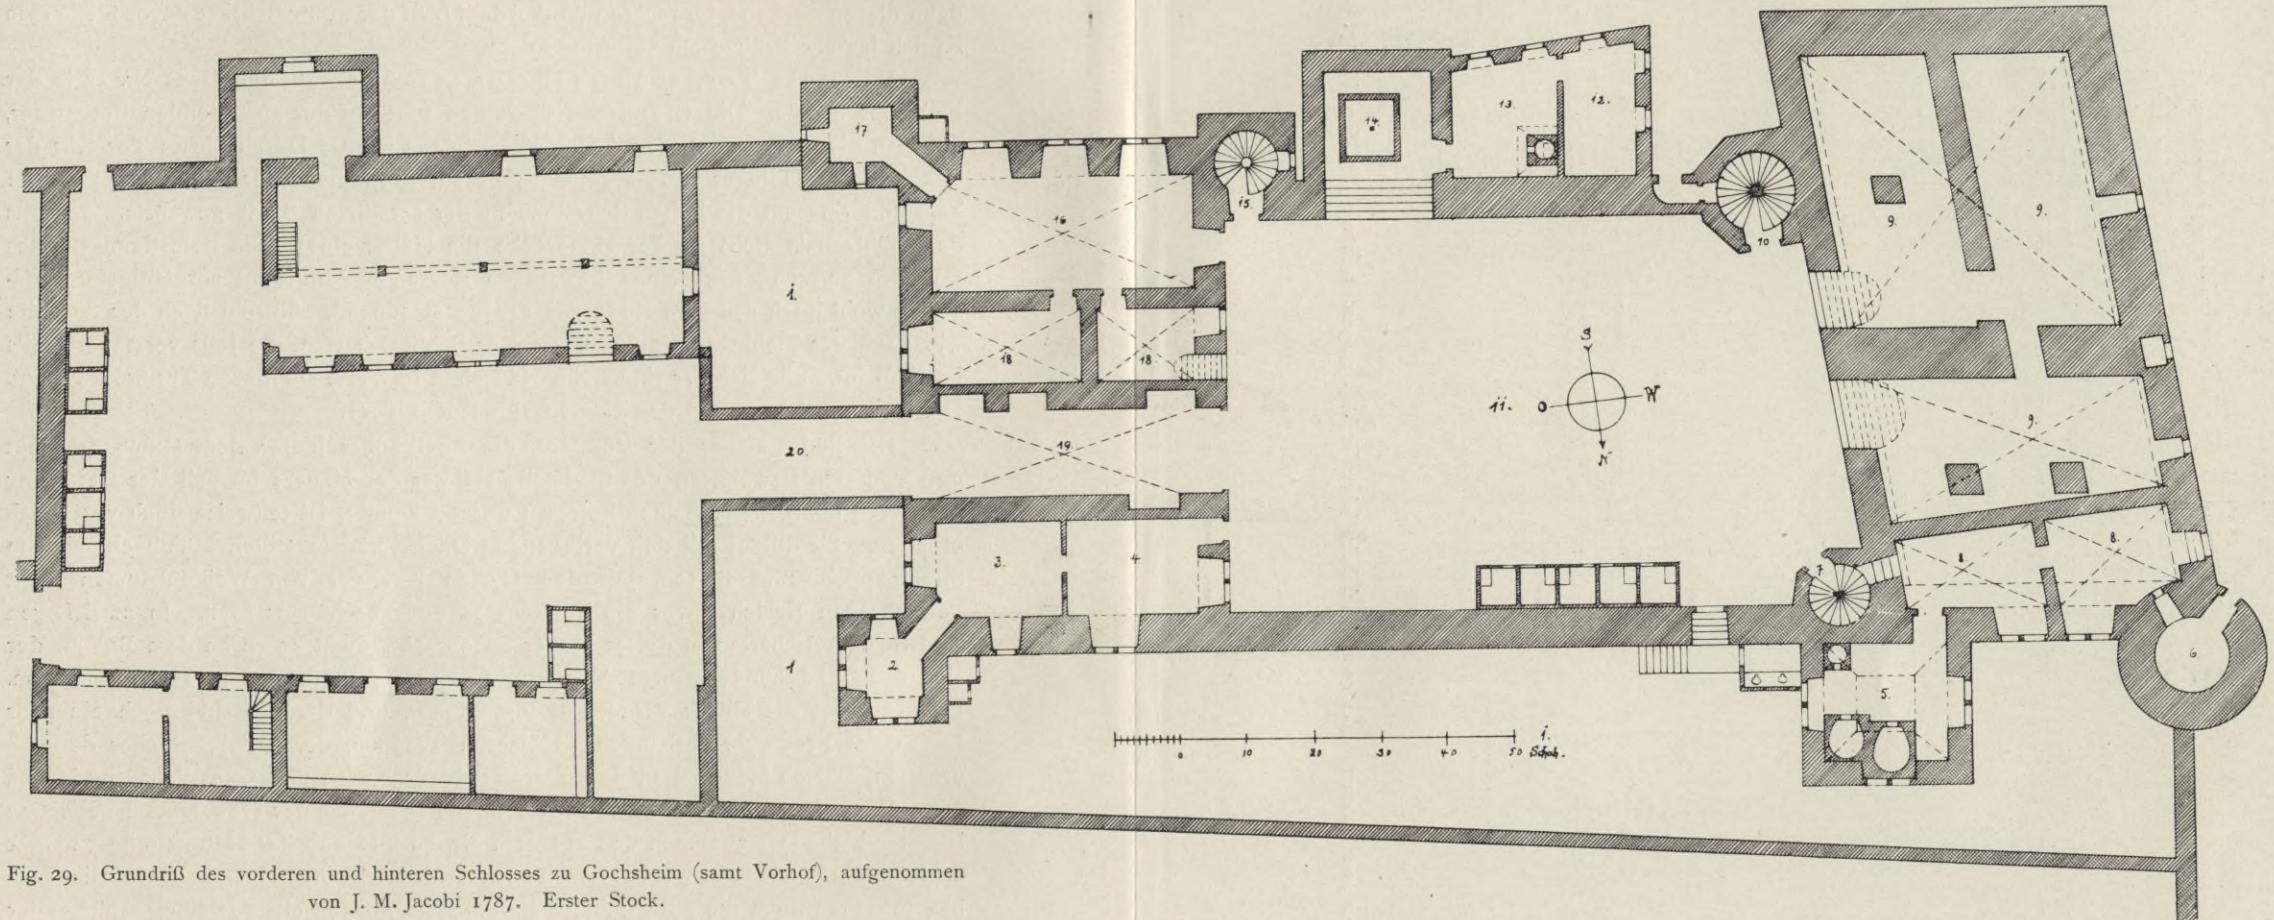 17
14.
13.
12.
15.
16
10
9.
9.
i.
18
18
S
11. O W
N
9.
20.
19
3.
4.
7
8
8.
1
2.
5.
6
i.
0 10 20 30 40 50 Schuh.
Fig. 29. Grundriß des vorderen und hinteren Schlosses zu Gochsheim (samt Vorhof), aufgenommen
von J. M. Jacobi 1787. Erster Stock.